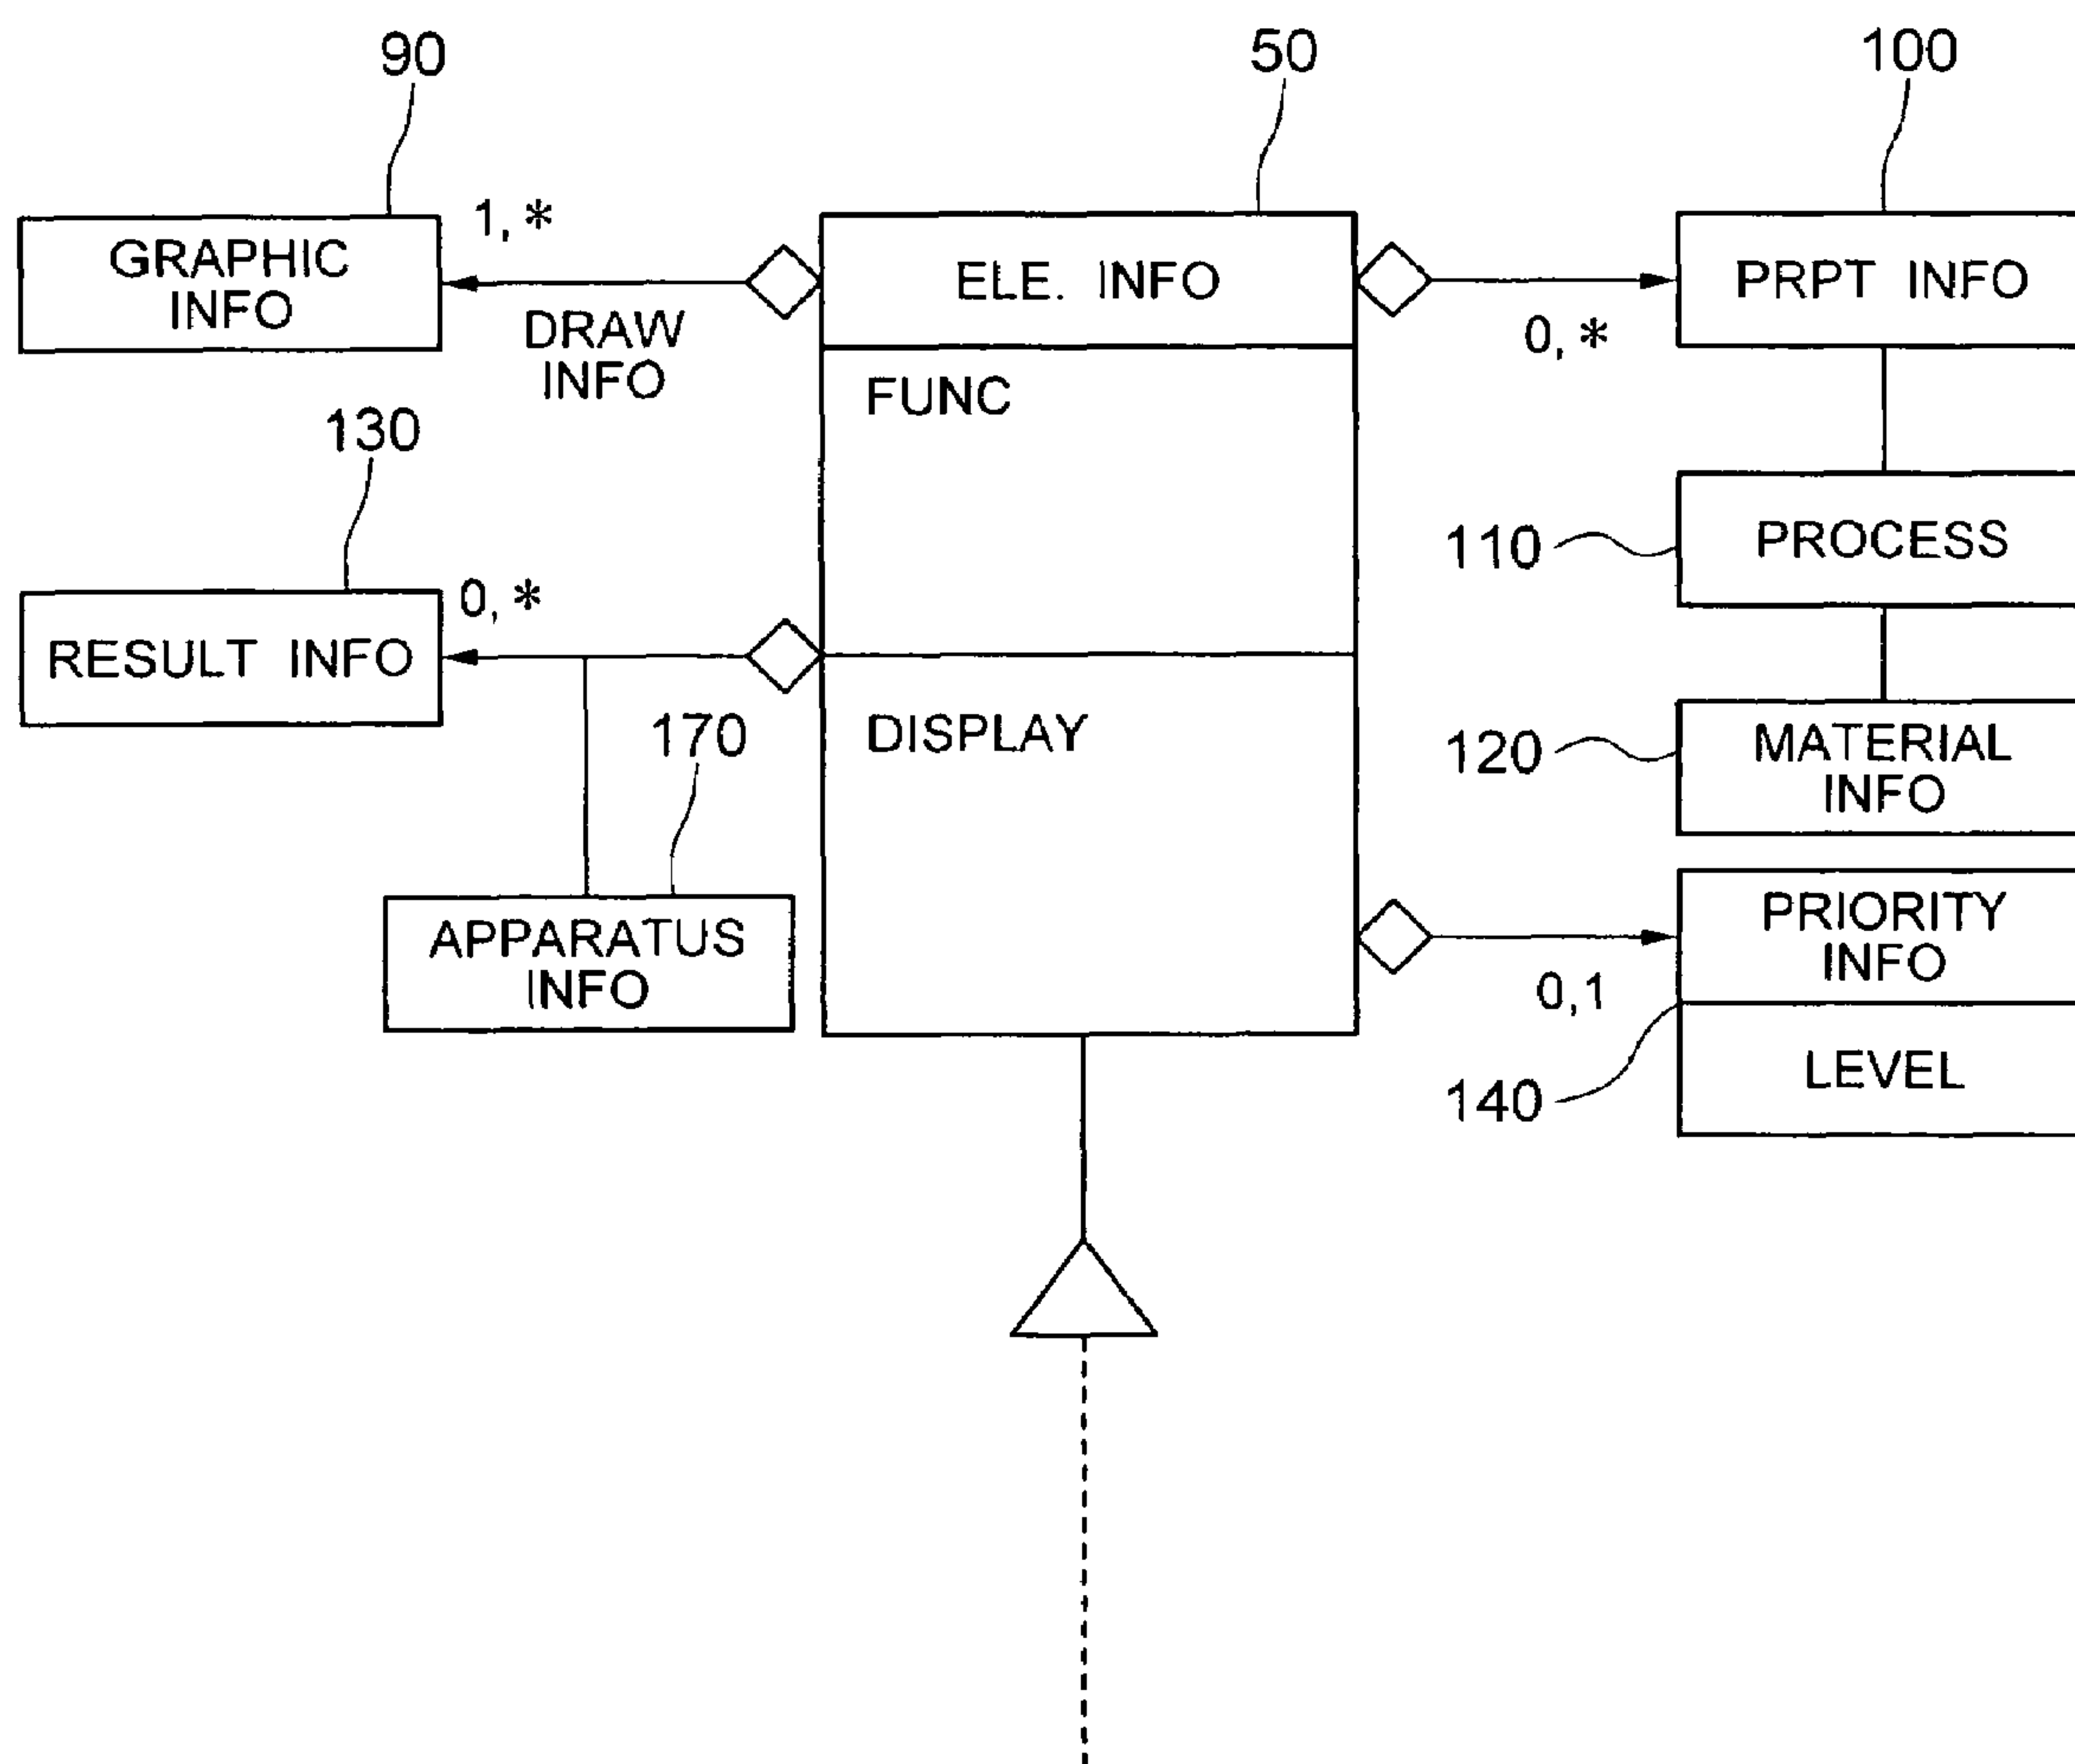 90
50
100
GRAPHIC
INFO
1, *
DRAW
INFO
ELE. INFO
FUNC
DISPLAY
PRPT INFO
0, *
130
RESULT INFO
0, *
170
APPARATUS
INFO
110
PROCESS
120
MATERIAL
INFO
PRIORITY
INFO
0,1
LEVEL
140